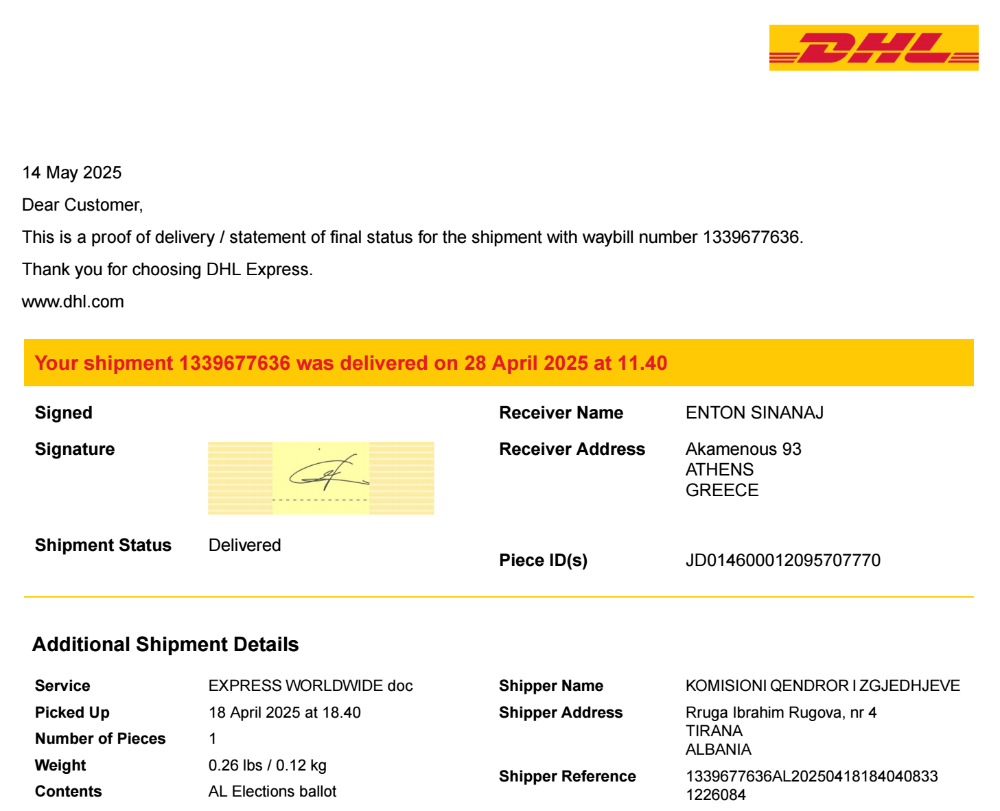 DHL
14 May 2025
Dear Customer,
This is a proof of delivery / statement of final status for the shipment with waybill number 1339677636.
Thank you for choosing DHL Express.
www.dhl.com
Your shipment 1339677636 was delivered on 28 April 2025 at 11.40
Signed
Receiver Name ENTON SINANAJ
Signature
Receiver Address Akamenous 93
ATHENS
GREECE
Shipment Status Delivered
Piece ID(s) JD014600012095707770
Additional Shipment Details
Service EXPRESS WORLDWIDE doc
Picked Up 18 April 2025 at 18.40
Number of Pieces 1
Weight 0.26 lbs / 0.12 kg
Contents AL Elections ballot
Shipper Name KOMISIONI QENDROR I ZGJEDHJEVE
Shipper Address Rruga Ibrahim Rugova, nr 4
TIRANA
ALBANIA
Shipper Reference 1339677636AL20250418184040833
1226084